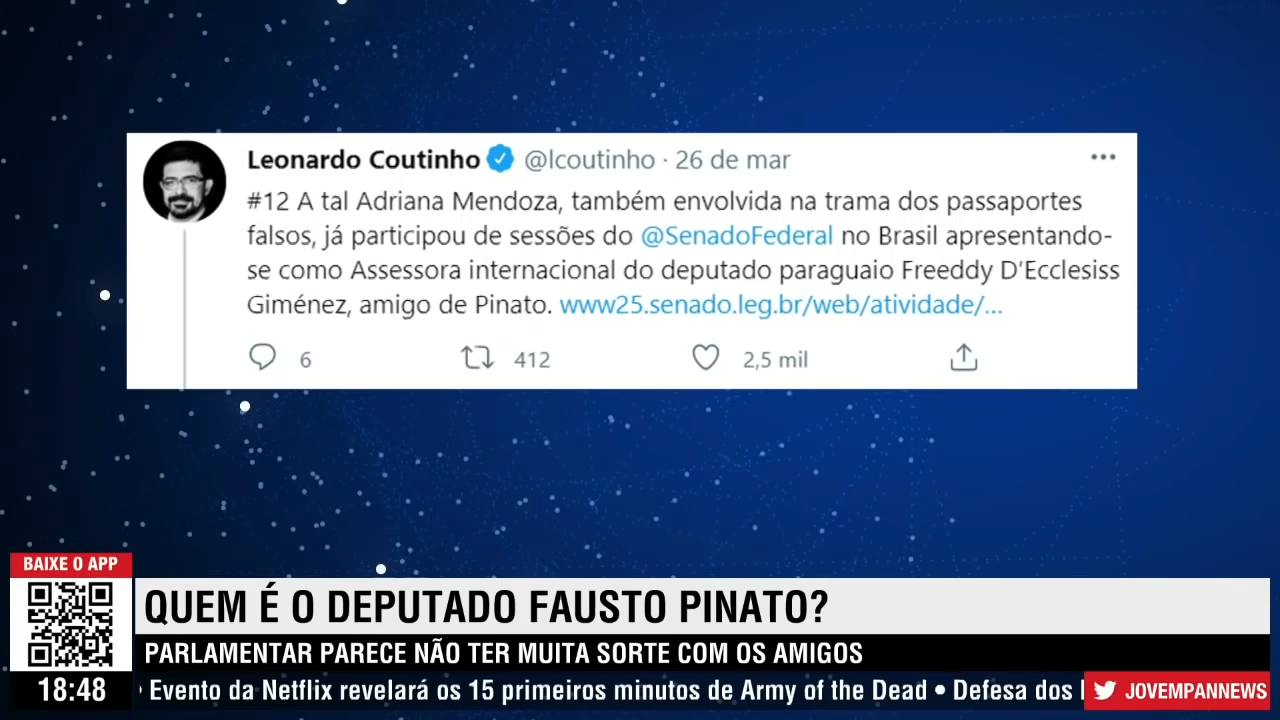 Leonardo Coutinho @lcoutinho · 26 de mar
#12 A tal Adriana Mendoza, também envolvida na trama dos passaportes
falsos, já participou de sessões do @SenadoFederal no Brasil apresentando-
se como Assessora internacional do deputado paraguaio Freeddy D'Ecclesiss
Giménez, amigo de Pinato. www25.senado.leg.br/web/atividade/...
6 412 2,5 mil
BAIXE O APP
QUEM É O DEPUTADO FAUSTO PINATO?
PARLAMENTAR PARECE NÃO TER MUITA SORTE COM OS AMIGOS
18:48 Evento da Netflix revelará os 15 primeiros minutos de Army of the Dead • Defesa dos JOVEMPANNEWS